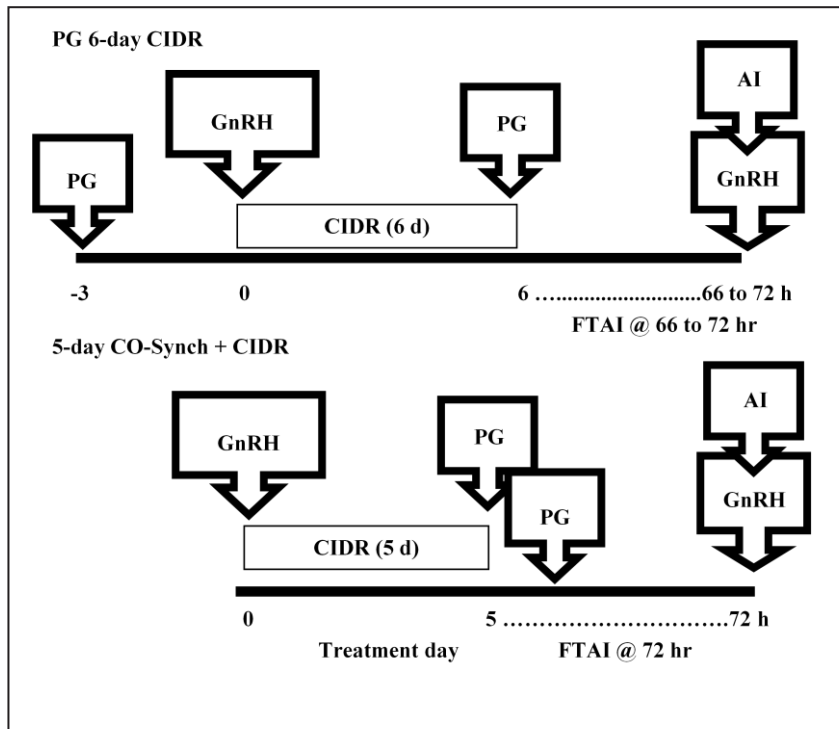 PG 6-day CIDR
AI
GnRH
PG
PG
GnRH
CIDR (6 d)
-3 0 6 …...........................66 to 72 h
FTAI @ 66 to 72 hr
5-day CO-Synch + CIDR
AI
GnRH
PG
GnRH
PG
CIDR (5 d)
0 5 ………………………….72 h
Treatment day FTAI @ 72 hr